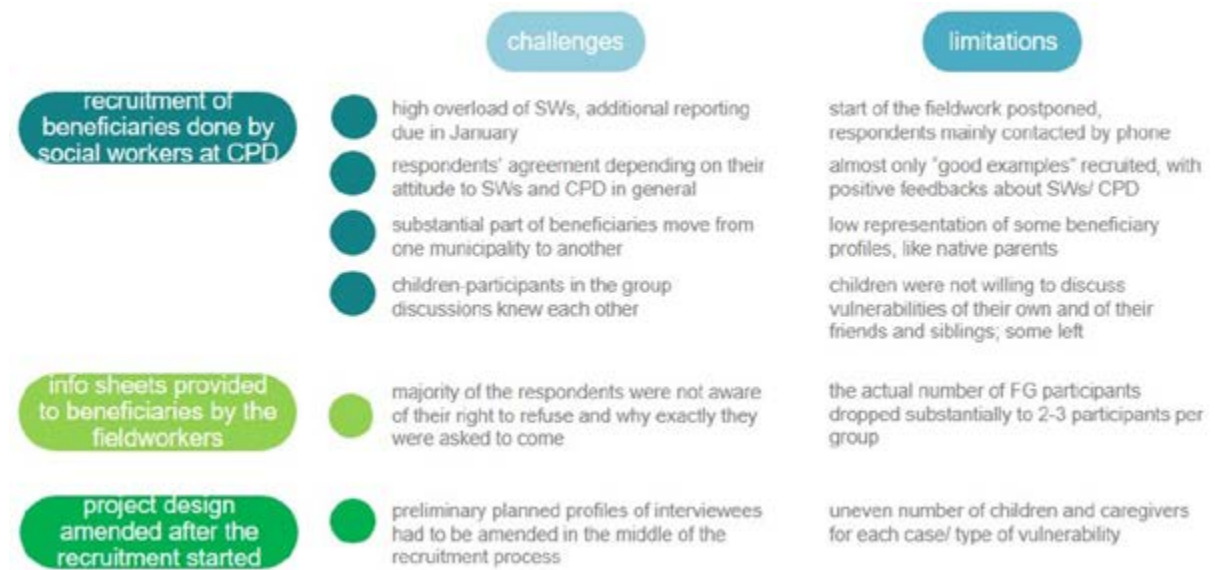 challenges
limitations
recruitment of
beneficiaries done by
social workers at CPD
high overload of SWs, additional reporting
due in January
start of the fieldwork postponed,
respondents mainly contacted by phone
respondents' agreement depending on their
attitude to SWs and CPD in general
almost only "good examples" recruited, with
positive feedbacks about SWs/ CPD
substantial part of beneficiaries move from
one municipality to another
low representation of some beneficiary
profiles, like native parents
children-participants in the group
discussions knew each other
children were not willing to discuss
vulnerabilities of their own and of their
friends and siblings; some left
info sheets provided
to beneficiaries by the
fieldworkers
majority of the respondents were not aware
of their right to refuse and why exactly they
were asked to come
the actual number of FG participants
dropped substantially to 2-3 participants per
group
project design
amended after the
recruitment started
preliminary planned profiles of interviewees
had to be amended in the middle of the
recruitment process
uneven number of children and caregivers
for each case/ type of vulnerability